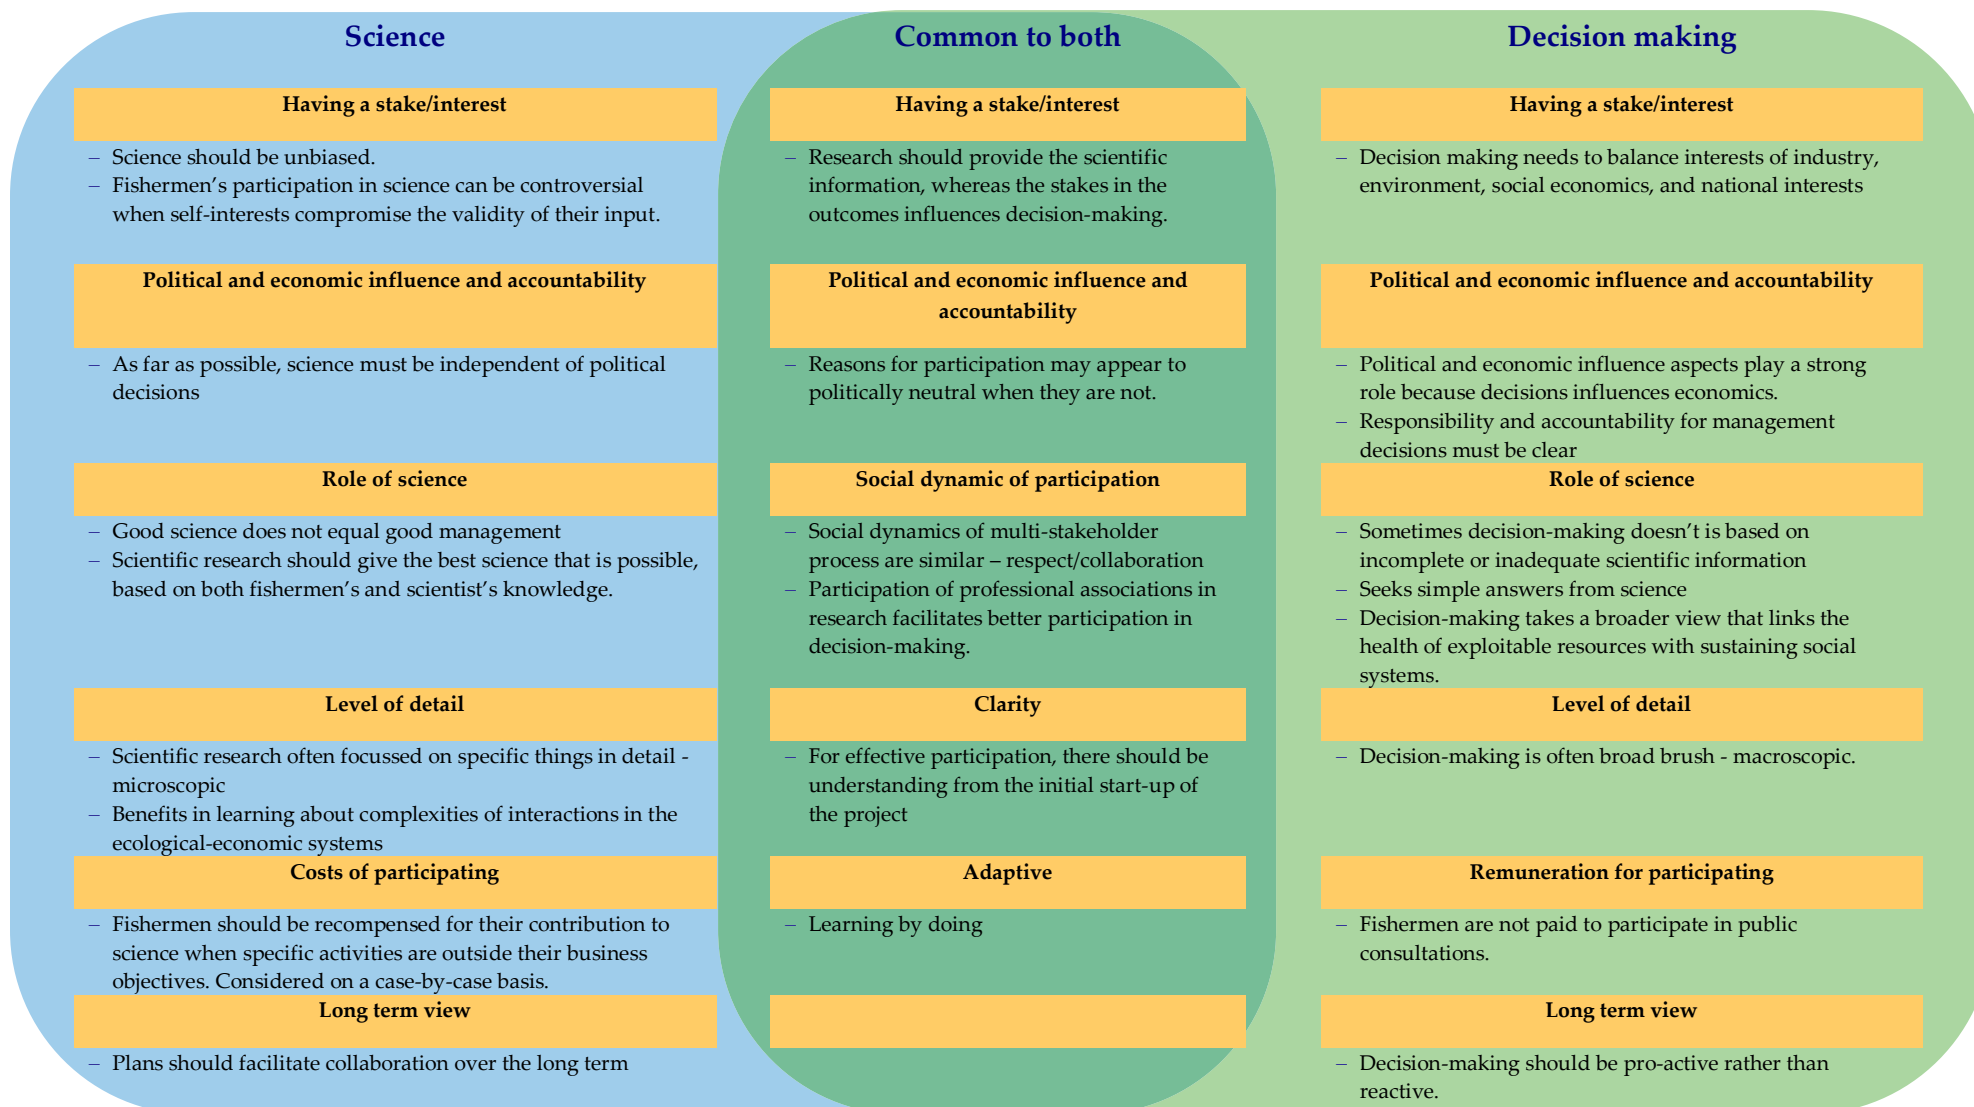 Science
Common to both
Decision making
Having a stake/interest
– Science should be unbiased.
– Fishermen’s participation in science can be controversial
when self-interests compromise the validity of their input.
Having a stake/interest
– Research should provide the scientific
information, whereas the stakes in the
outcomes influences decision-making.
Having a stake/interest
– Decision making needs to balance interests of industry,
environment, social economics, and national interests
Political and economic influence and accountability
– As far as possible, science must be independent of political
decisions
Political and economic influence and
accountability
– Reasons for participation may appear to
politically neutral when they are not.
Political and economic influence and accountability
– Political and economic influence aspects play a strong
role because decisions influences economics.
– Responsibility and accountability for management
decisions must be clear
Role of science
– Good science does not equal good management
– Scientific research should give the best science that is possible,
based on both fishermen’s and scientist’s knowledge.
Social dynamic of participation
– Social dynamics of multi-stakeholder
process are similar – respect/collaboration
– Participation of professional associations in
research facilitates better participation in
decision-making.
Role of science
– Sometimes decision-making doesn’t is based on
incomplete or inadequate scientific information
– Seeks simple answers from science
– Decision-making takes a broader view that links the
health of exploitable resources with sustaining social
systems.
Level of detail
– Scientific research often focussed on specific things in detail -
microscopic
– Benefits in learning about complexities of interactions in the
ecological-economic systems
Clarity
– For effective participation, there should be
understanding from the initial start-up of
the project
Level of detail
– Decision-making is often broad brush - macroscopic.
Costs of participating
– Fishermen should be recompensed for their contribution to
science when specific activities are outside their business
objectives. Considered on a case-by-case basis.
Adaptive
– Learning by doing
Remuneration for participating
– Fishermen are not paid to participate in public
consultations.
Long term view
– Plans should facilitate collaboration over the long term
Long term view
– Decision-making should be pro-active rather than
reactive.